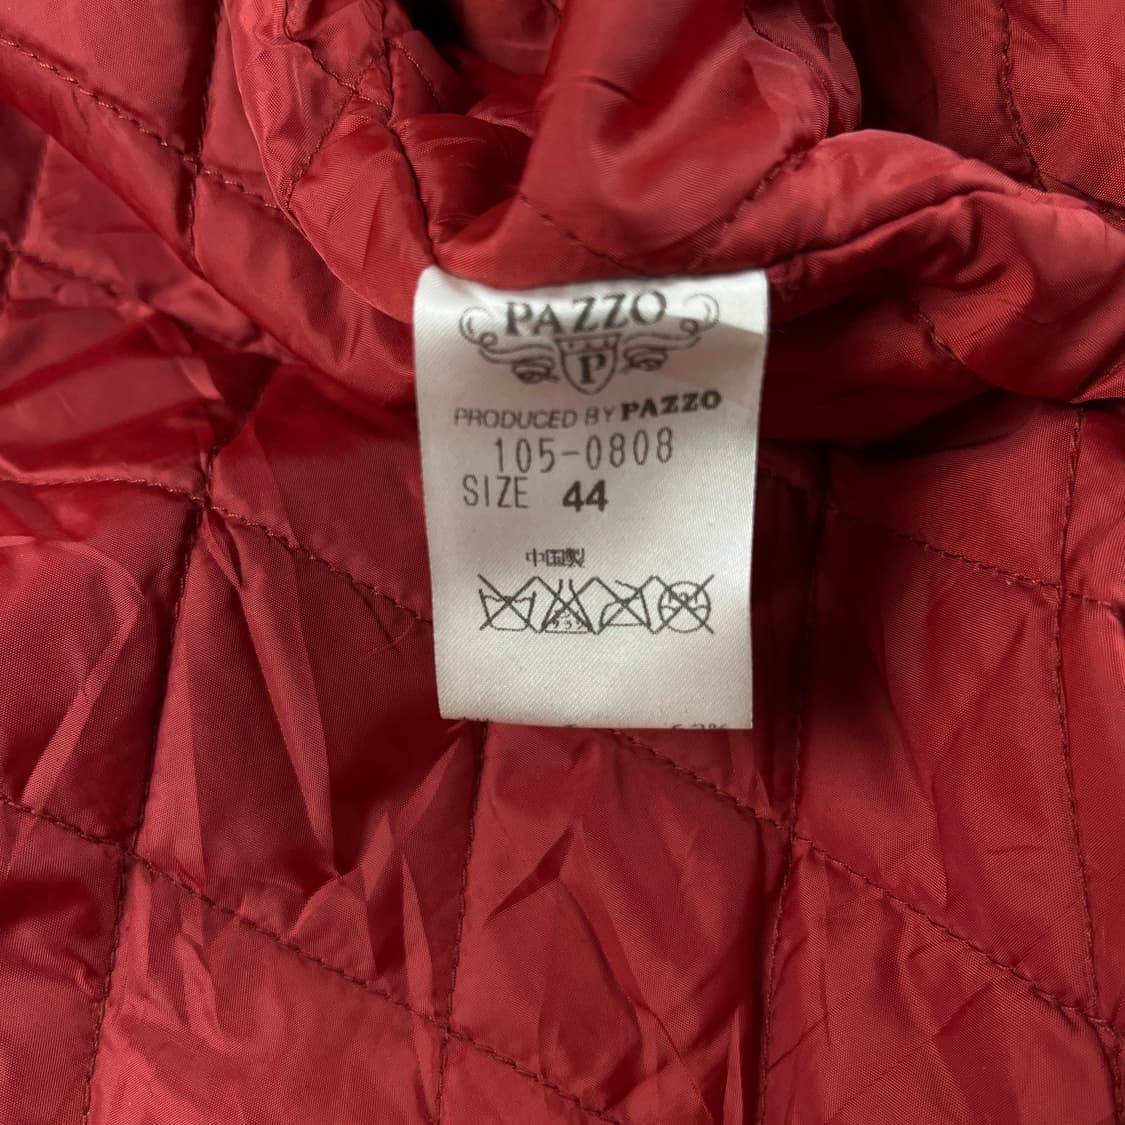 PAZZO
P
PRODUCED BY PAZZO
105-0808
SIZE 44
中国製